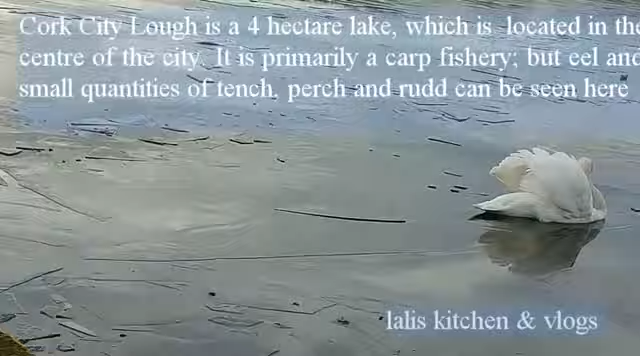 Cork City Lough is a 4 hectare lake, which is located in the
centre of the city. It is primarily a carp fishery; but eel and
small quantities of tench, perch and rudd can be seen here
lalis kitchen & vlogs